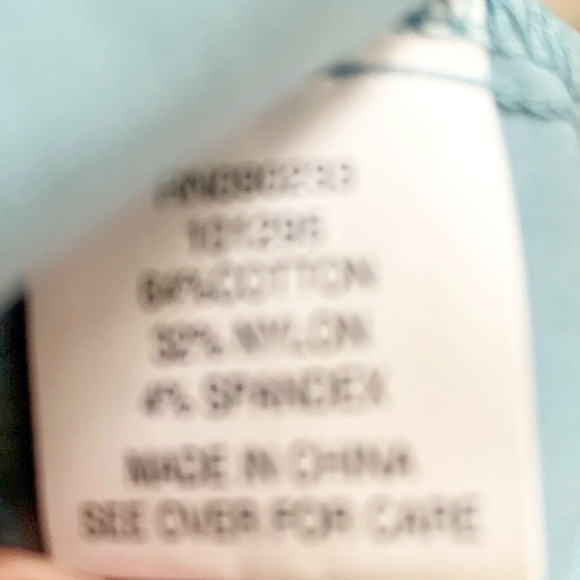 64% COTTON
32% NYLON
4% SPANDEX
MADE IN CHINA
SEE OVER FOR CARE